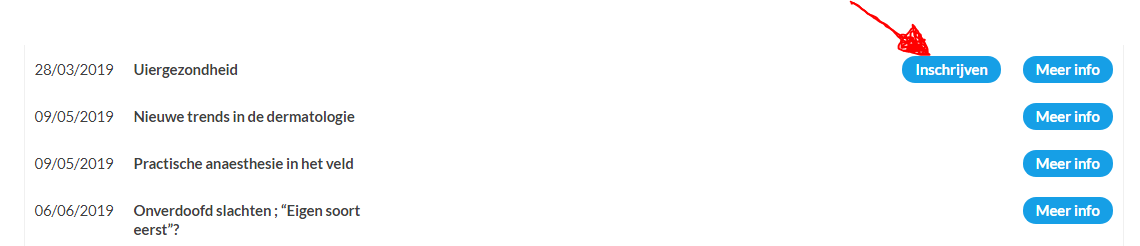 28/03/2019 Uiergezondheid Inschrijven Meer info
09/05/2019 Nieuwe trends in de dermatologie Meer info
09/05/2019 Practische anaesthesie in het veld Meer info
06/06/2019 Onverdoofd slachten ; “Eigen soort Meer info
eerst”?